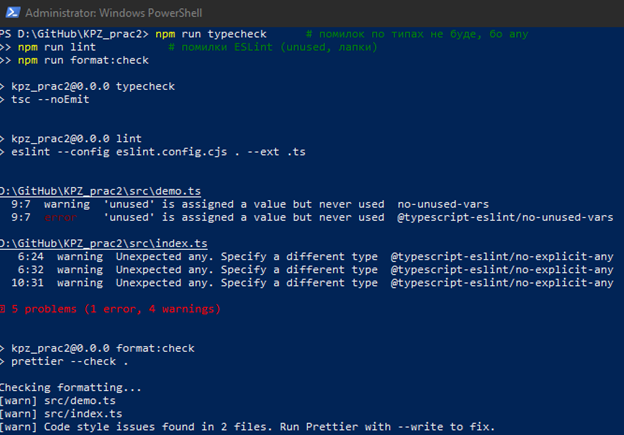 Administrator: Windows PowerShell
PS D:\GitHub\KPZ_prac2> npm run typecheck # помилок по типах не буде, бо any
>> npm run lint # помилки ESLint (unused, лапки)
>> npm run format:check
> kpz_prac2@0.0.0 typecheck
> tsc --noEmit
> kpz_prac2@0.0.0 lint
> eslint --config eslint.config.cjs . --ext .ts
D:\GitHub\KPZ_prac2\src\demo.ts
9:7 warning 'unused' is assigned a value but never used no-unused-vars
9:7 error 'unused' is assigned a value but never used @typescript-eslint/no-unused-vars
D:\GitHub\KPZ_prac2\src\index.ts
6:24 warning Unexpected any. Specify a different type @typescript-eslint/no-explicit-any
6:32 warning Unexpected any. Specify a different type @typescript-eslint/no-explicit-any
10:31 warning Unexpected any. Specify a different type @typescript-eslint/no-explicit-any
5 problems (1 error, 4 warnings)
> kpz_prac2@0.0.0 format:check
> prettier --check .
Checking formatting...
[warn] src/demo.ts
[warn] src/index.ts
[warn] Code style issues found in 2 files. Run Prettier with --write to fix.